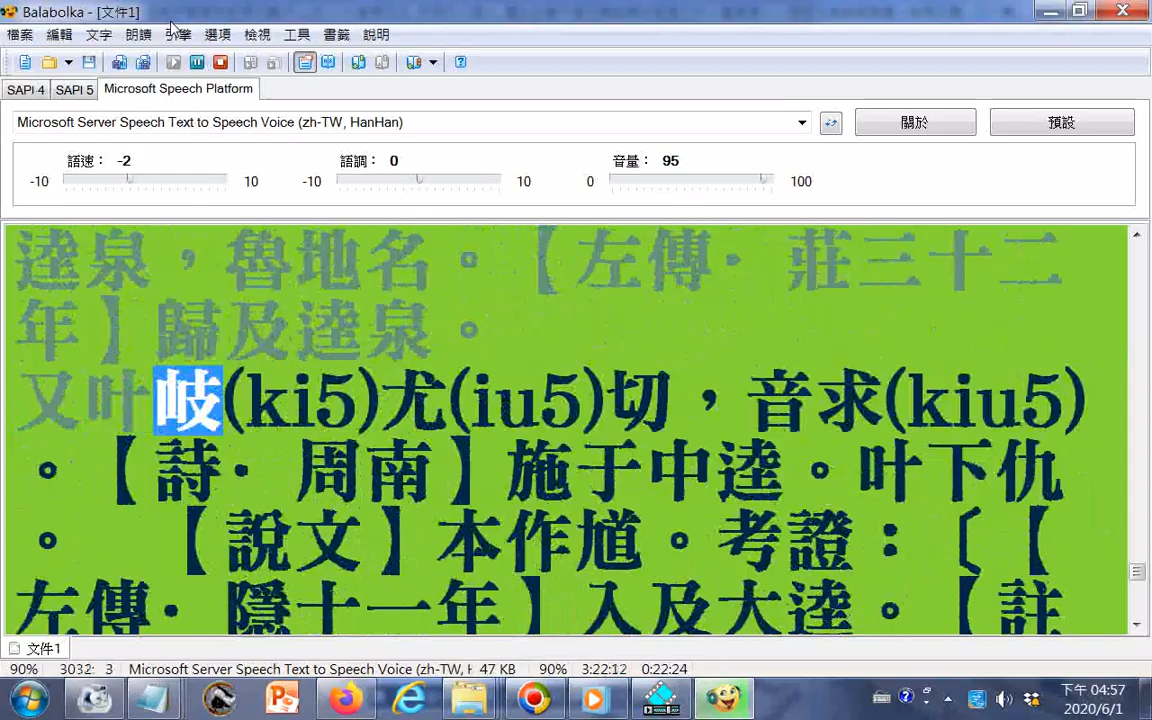 Balabolka - [文件1]
檔案 編輯 文字 朗讀 引擎 選項 檢視 工具 書籤 說明
SAPI 4 SAPI 5 Microsoft Speech Platform
Microsoft Server Speech Text to Speech Voice (zh-TW, HanHan) 關於 預設
語速： -2 語調： 0 音量： 95
-10 10 -10 10 0 100
逵泉，魯地名。【左傳·莊三十二
年】歸及逵泉。
又叶岐(ki5)尤(iu5)切，音求(kiu5)
。【詩·周南】施于中逵。叶下仇
。 【說文】本作馗。考證：〔【
左傳·隱十一年】入及大逵。【註
文件1
90% 3032: 3 Microsoft Server Speech Text to Speech Voice (zh-TW, H 47 KB 90% 3:22:12 0:22:24
下午 04:57
2020/6/1